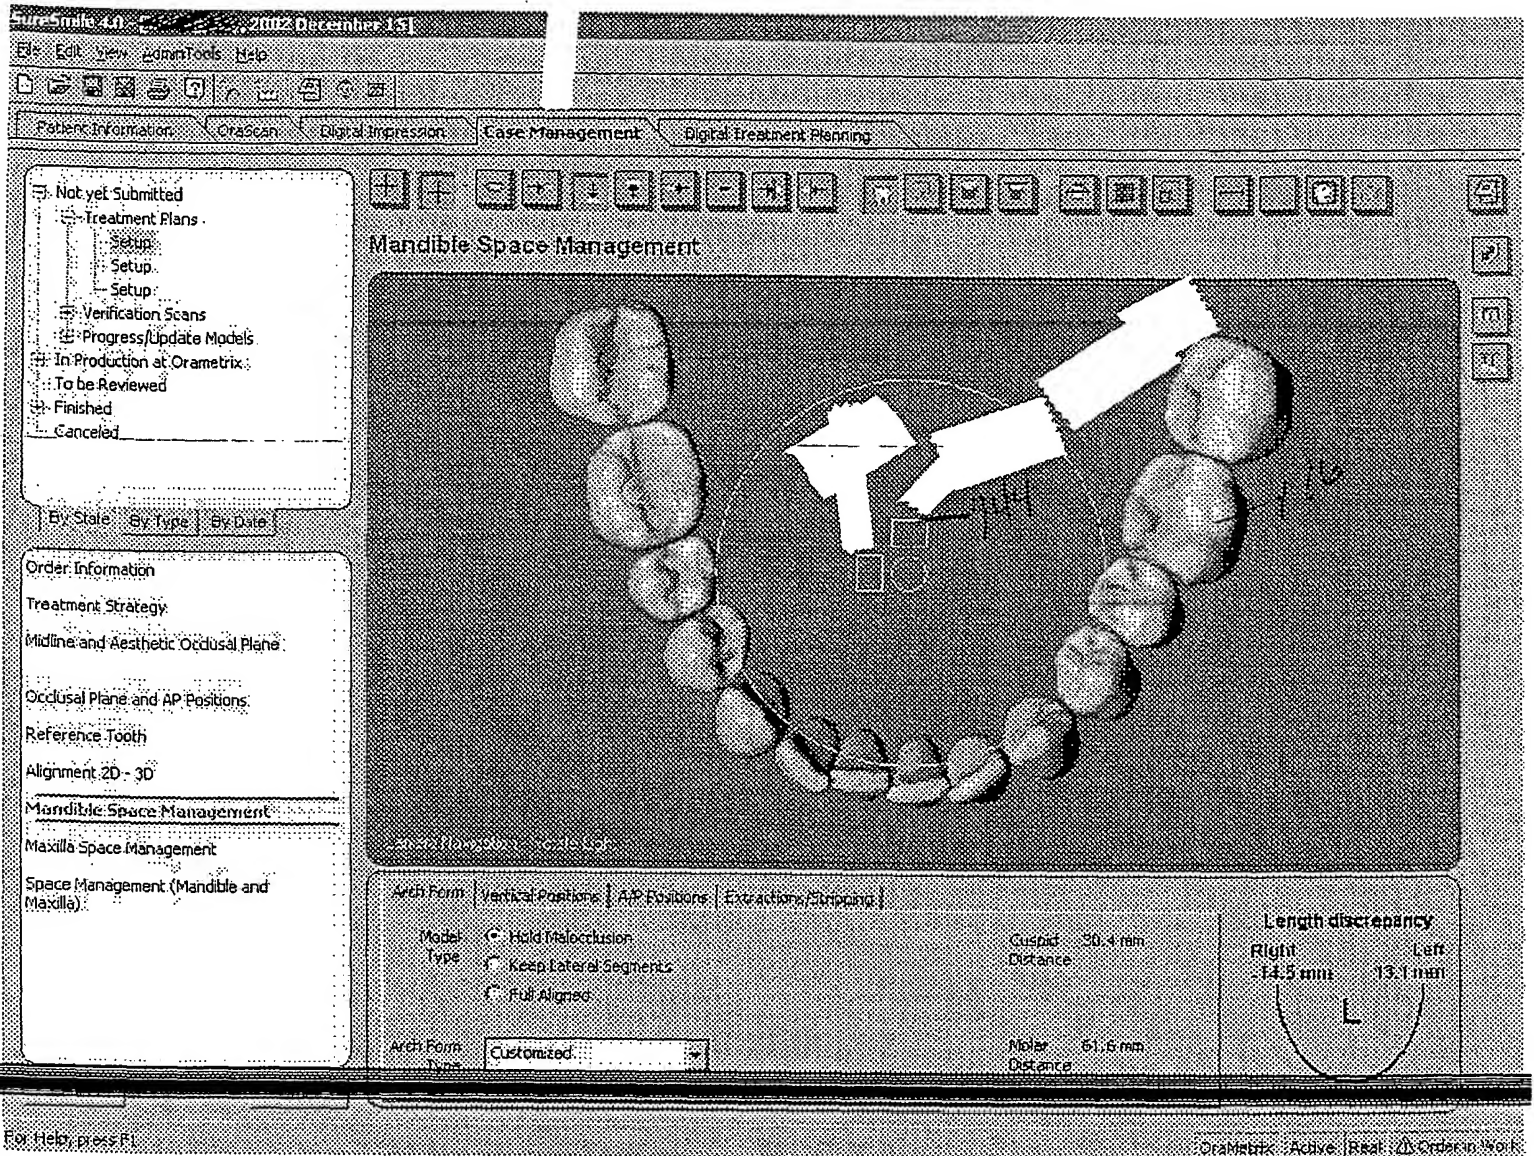 SureSmile 4.0 - 2002 December 15]
File Edit View AdminTools Help
Patient Information OraScan Digital Impression Case Management Digital Treatment Planning
Not yet Submitted
Treatment Plans
Setup
Setup
Setup
Verification Scans
Progress/Update Models
In Production at Orametrix
To be Reviewed
Finished
Canceled
By State By Type By Date
Order Information
Treatment Strategy
Midline and Aesthetic Occlusal Plane
Occlusal Plane and AP Positions
Reference Tooth
Alignment 2D - 3D
Mandible Space Management
Maxilla Space Management
Space Management (Mandible and
Maxilla)
Mandible Space Management
Arch Form Vertical Positions A/P Positions Extractions/Stripping
Model
Type
Hold Malocclusion
Keep Lateral Segments
Full Aligned
Cuspid
Distance
30.4 mm
Arch Form
Type
Customized
Molar
Distance
61.6 mm
Length discrepancy
Right Left
-14.5 mm 13.1 mm
L
For Help, press F1
OraMetrix Active Real Order in Work